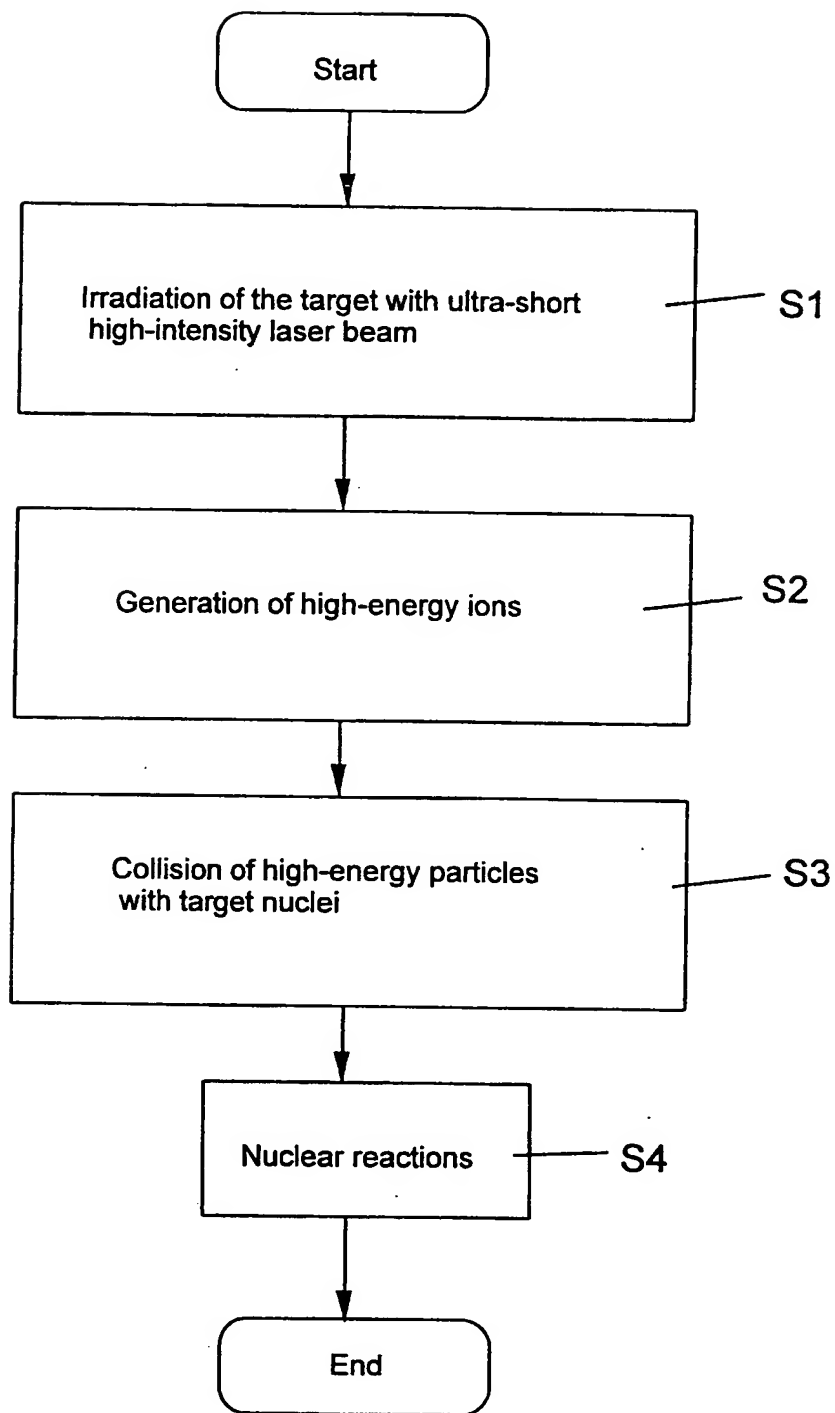 Start
Irradiation of the target with ultra-short
high-intensity laser beam
S1
Generation of high-energy ions
S2
Collision of high-energy particles
with target nuclei
S3
Nuclear reactions
S4
End